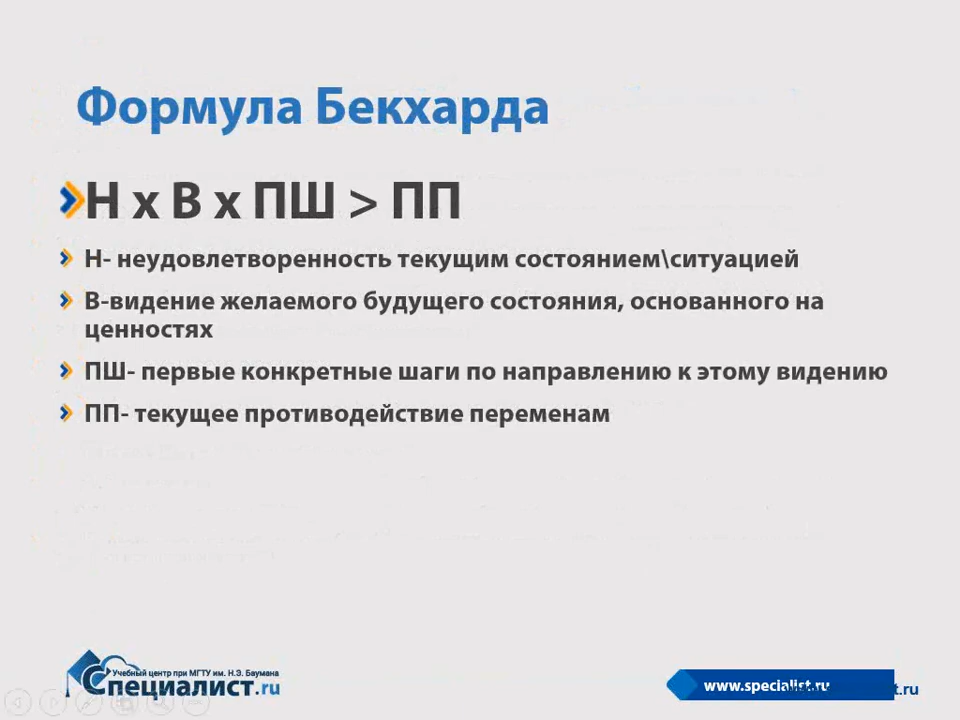 Формула Бекхарда
Н х В х ПШ > ПП
Н- неудовлетворенность текущим состоянием\ситуацией
В-видение желаемого будущего состояния, основанного на
ценностях
ПШ- первые конкретные шаги по направлению к этому видению
ПП- текущее противодействие переменам
Учебный центр при МГТУ им. Н.Э. Баумана
Специалист.ru
www.specialist.ru
t.ru